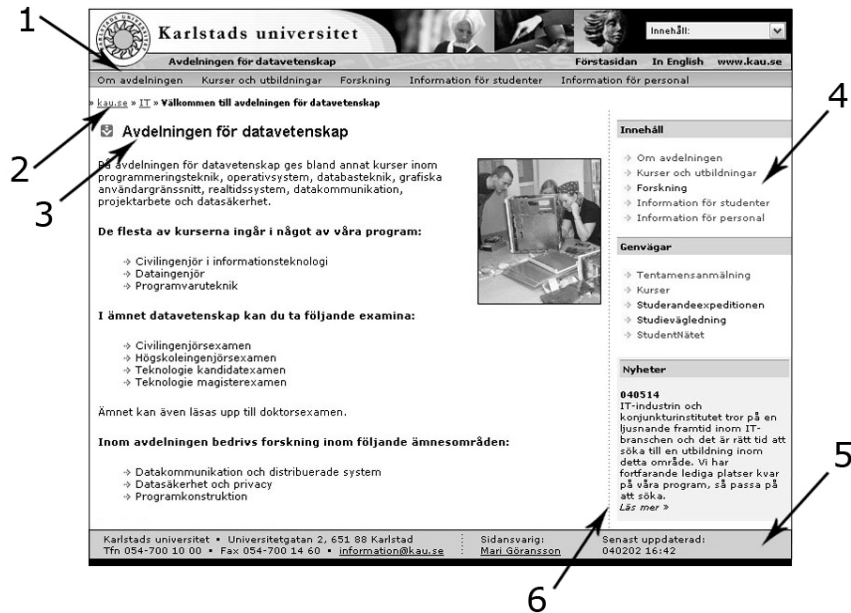 1
Karlstads universitet
Innehåll:
Avdelningen för datavetenskap
Förstasidan In English www.kau.se
Om avdelningen Kurser och utbildningar Forskning Information för studenter Information för personal
» kau.se » IT » Välkommen till avdelningen för datavetenskap
2
3
Avdelningen för datavetenskap
På avdelningen för datavetenskap ges bland annat kurser inom
programmeringsteknik, operativsystem, databasteknik, grafiska
användargränssnitt, realtidssystem, datakommunikation,
projektarbete och datasäkerhet.
De flesta av kurserna ingår i något av våra program:
Civilingenjör i informationsteknologi
Dataingenjör
Programvaruteknik
I ämnet datavetenskap kan du ta följande examina:
Civilingenjörsexamen
Högskoleingenjörsexamen
Teknologie kandidatexamen
Teknologie magisterexamen
Ämnet kan även läsas upp till doktorsexamen.
Inom avdelningen bedrivs forskning inom följande ämnesområden:
Datakommunikation och distribuerade system
Datasäkerhet och privacy
Programkonstruktion
4
Innehåll
Om avdelningen
Kurser och utbildningar
Forskning
Information för studenter
Information för personal
Genvägar
Tentamensanmälning
Kurser
Studerandeexpeditionen
Studievägledning
StudentNätet
Nyheter
040514
IT-industrin och
konjunkturinstitutet tror på en
ljusnande framtid inom IT-
branschen och det är rätt tid att
söka till en utbildning inom
detta område. Vi har
fortfarande lediga platser kvar
på våra program, så passa på
att söka.
Läs mer »
5
Karlstads universitet ▪ Universitetgatan 2, 651 88 Karlstad
Tfn 054-700 10 00 ▪ Fax 054-700 14 60 ▪ information@kau.se
Sidansvarig:
Mari Göransson
Senast uppdaterad:
040202 16:42
6